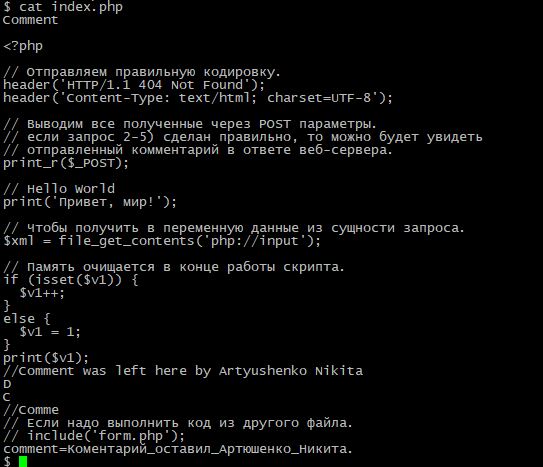 $ cat index.php
Comment
<?php
// Отправляем правильную кодировку.
header('HTTP/1.1 404 Not Found');
header('Content-Type: text/html; charset=UTF-8');
// Выводим все полученные через POST параметры.
// если запрос 2-5) сделан правильно, то можно будет увидеть
// отправленный комментарий в ответе веб-сервера.
print_r($_POST);
// Hello World
print('Привет, мир!');
// Чтобы получить в переменную данные из сущности запроса.
$xml = file_get_contents('php://input');
// Память очищается в конце работы скрипта.
if (isset($v1)) {
  $v1++;
}
else {
  $v1 = 1;
}
print($v1);
//Comment was left here by Artyushenko Nikita
D
C
//Comme
// Если надо выполнить код из другого файла.
// include('form.php');
comment=Коментарий_оставил_Артюшенко_Никита.
$